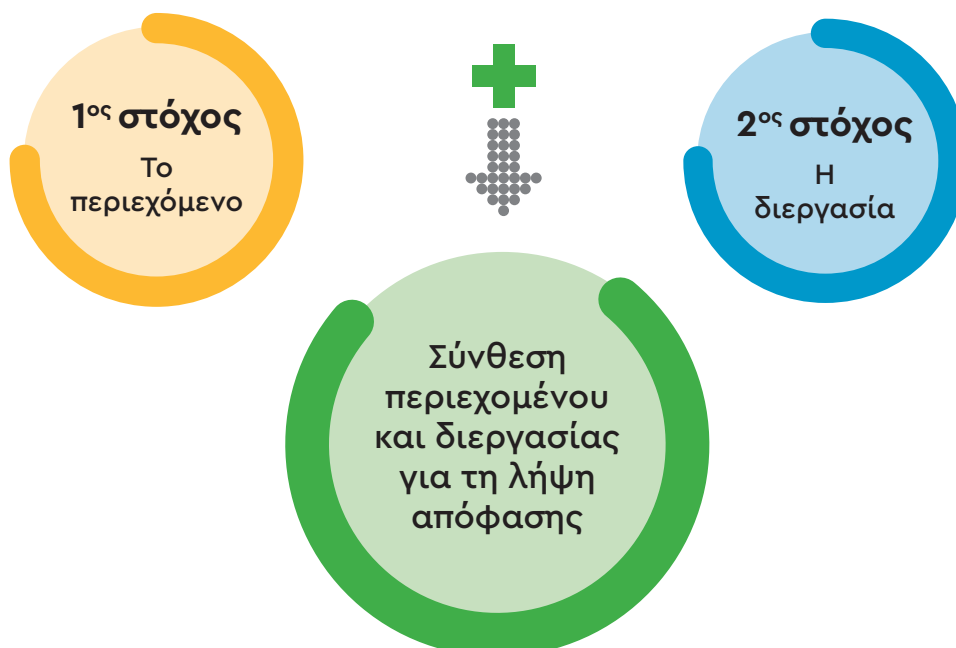 1ος στόχος
Το
περιεχόμενο
2ος στόχος
Η
διεργασία
Σύνθεση
περιεχομένου
και διεργασίας
για τη λήψη
απόφασης